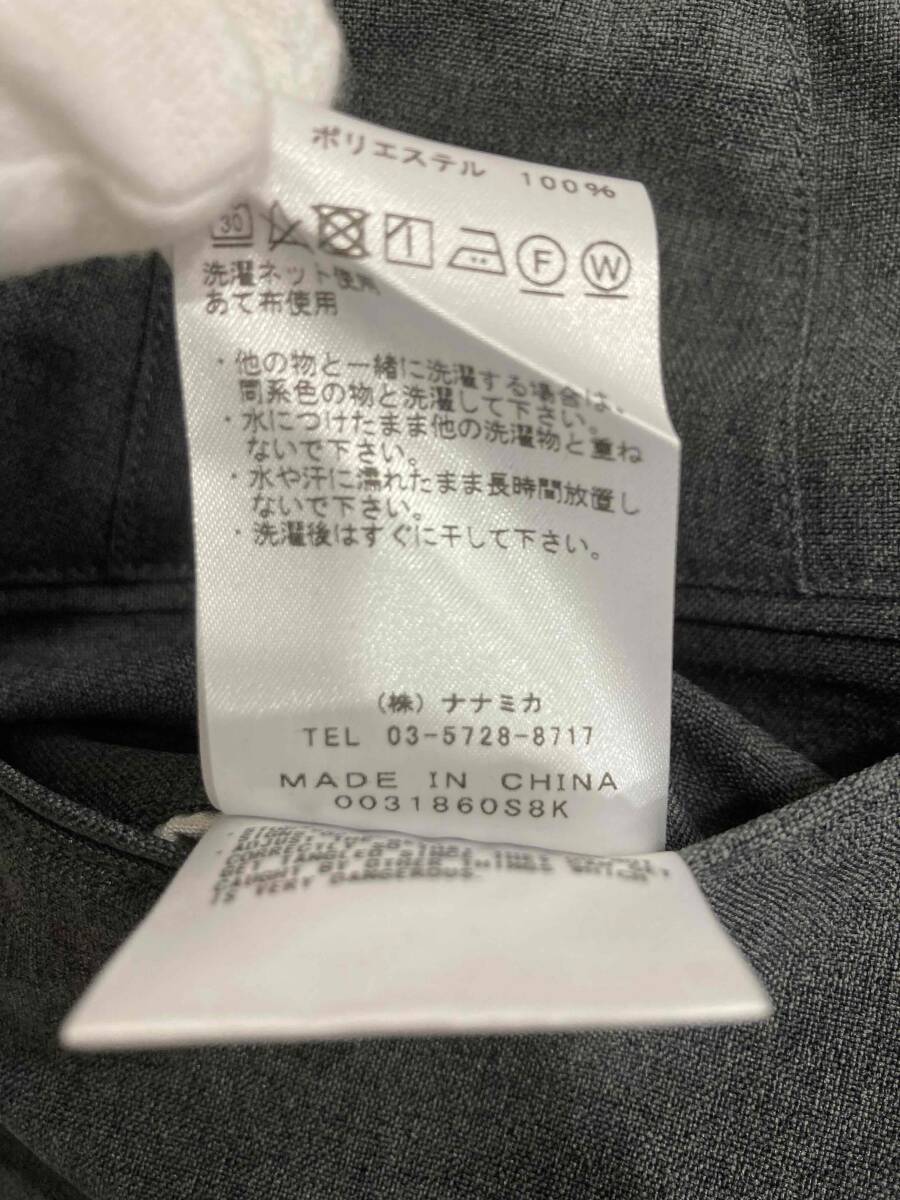 ポリエステル 100%
30 F W
洗濯ネット使用
あて布使用
・他の物と一緒に洗濯する場合は、
同系色の物と洗濯して下さい。
・水につけたまま他の洗濯物と重ね
ないで下さい。
・水や汗に濡れたまま長時間放置し
ないで下さい。
・洗濯後はすぐに干して下さい。
(株) ナナミカ
TEL 03-5728-8717
MADE IN CHINA
0031860S8K
IS VERY DANGEROUS.